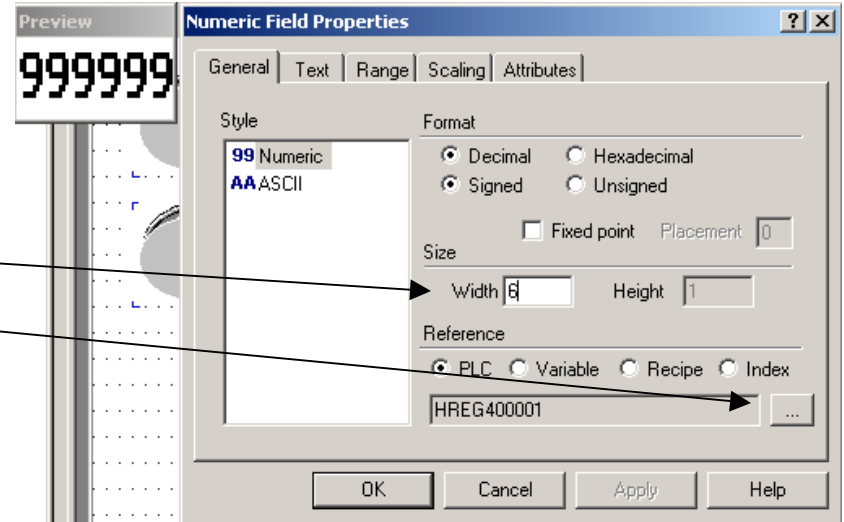 Preview
999999
Numeric Field Properties
General Text Range Scaling Attributes
Style
99 Numeric
AA ASCII
Format
Decimal Hexadecimal
Signed Unsigned
Fixed point Placement 0
Size
Width 6 Height 1
Reference
PLC Variable Recipe Index
HREG400001 ...
OK Cancel Apply Help